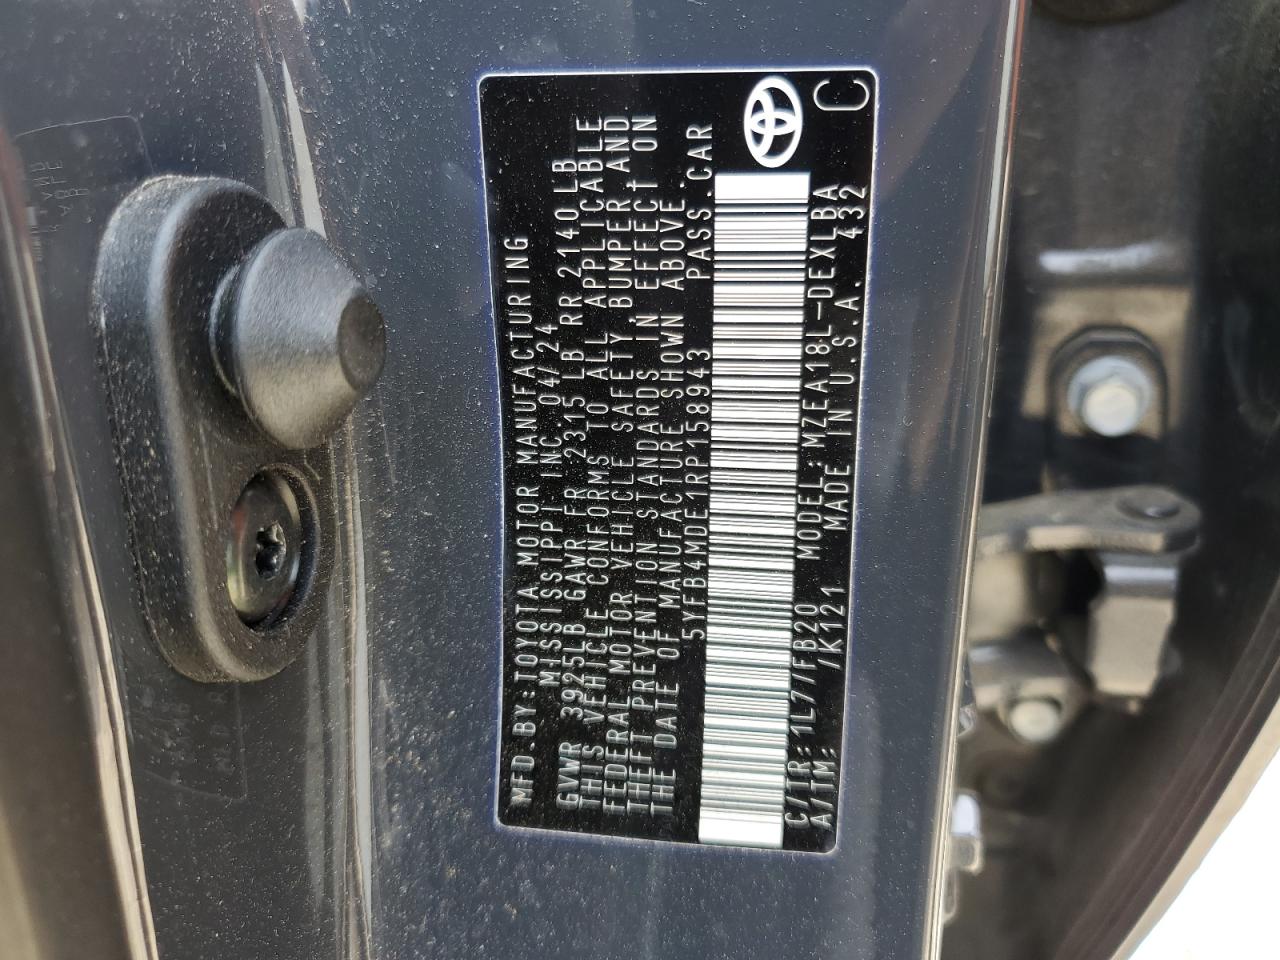 MFD.BY:TOYOTA MOTOR MANUFACTURING
MISSISSIPPI INC. 04/24
GVWR 3925LB GAWR FR 2315 LB RR 2140LB
THIS VEHICLE CONFORMS TO ALL APPLICABLE
FEDERAL MOTOR VEHICLE SAFETY BUMPER AND
THEFT PREVENTION STANDARDS IN EFFECT ON
THE DATE OF MANUFACTURE SHOWN ABOVE.
5YFB4MDE1RP158943 PASS.CAR
C/TR:1L7/FB20 MODEL:MZEA18L-DEXLBA
A/TM: /K121 MADE IN U.S.A. 432
C